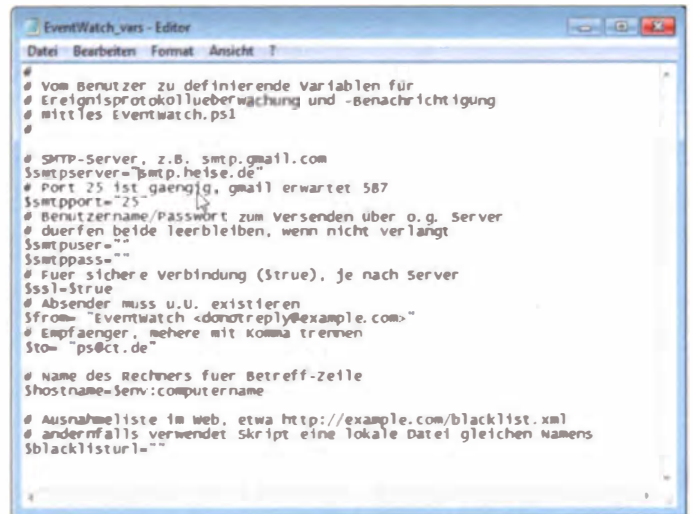 EventWatch_vars - Editor
Datei Bearbeiten Format Ansicht ?
#
# Vom Benutzer zu definierende Variablen für
# Ereignisprotokollueberwachung und -Benachrichtigung
# mittles Eventwatch.ps1
#
# SMTP-Server, z.B. smtp.gmail.com
$smtpserver="smtp.heise.de"
# Port 25 ist gaengig, gmail erwartet 587
$smtpport="25"
# Benutzername/Passwort zum Versenden über o.g. Server
# duerfen beide leerbleiben, wenn nicht verlangt
$smtpuser=""
$smtppass=""
# Fuer sichere Verbindung ($true), je nach Server
$ssl=$true
# Absender muss u.U. existieren
$from= "EventWatch <donotreply@example.com>"
# Empfaenger, mehere mit Komma trennen
$to= "ps@ct.de"
# Name des Rechners fuer Betreff-Zeile
$hostname=$env:computername
# Ausnahmeliste im Web, etwa http://example.com/blacklist.xml
# andernfalls verwendet Skript eine lokale Datei gleichen Namens
$blacklisturl=""